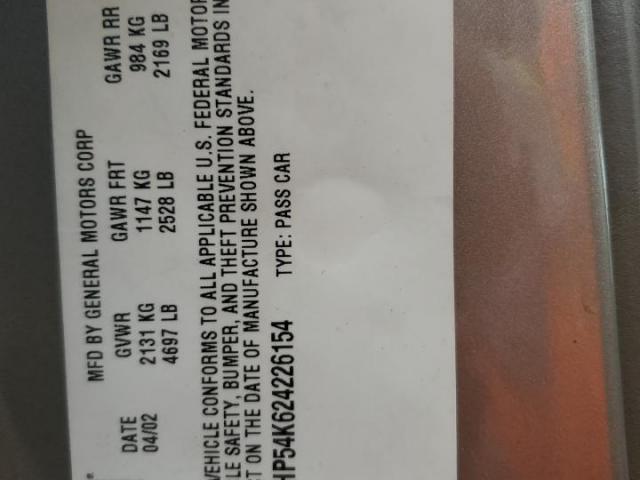 MFD BY GENERAL MOTORS CORP
DATE GVWR GAWR FRT GAWR RR
04/02 2131 KG 1147 KG 984 KG
4697 LB 2528 LB 2169 LB
VEHICLE CONFORMS TO ALL APPLICABLE U.S. FEDERAL MOTOR
LE SAFETY, BUMPER, AND THEFT PREVENTION STANDARDS IN
T ON THE DATE OF MANUFACTURE SHOWN ABOVE.
HP54K624226154 TYPE: PASS CAR